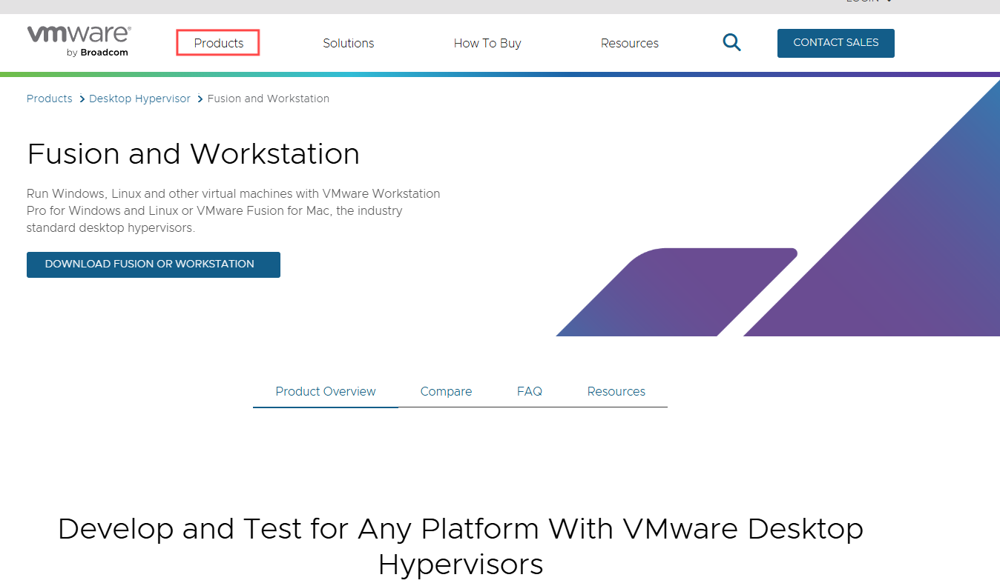 LOGIN
vmware®
by Broadcom
Products
Solutions
How To Buy
Resources
CONTACT SALES
Products > Desktop Hypervisor > Fusion and Workstation
Fusion and Workstation
Run Windows, Linux and other virtual machines with VMware Workstation
Pro for Windows and Linux or VMware Fusion for Mac, the industry
standard desktop hypervisors.
DOWNLOAD FUSION OR WORKSTATION
Product Overview
Compare
FAQ
Resources
Develop and Test for Any Platform With VMware Desktop
Hypervisors